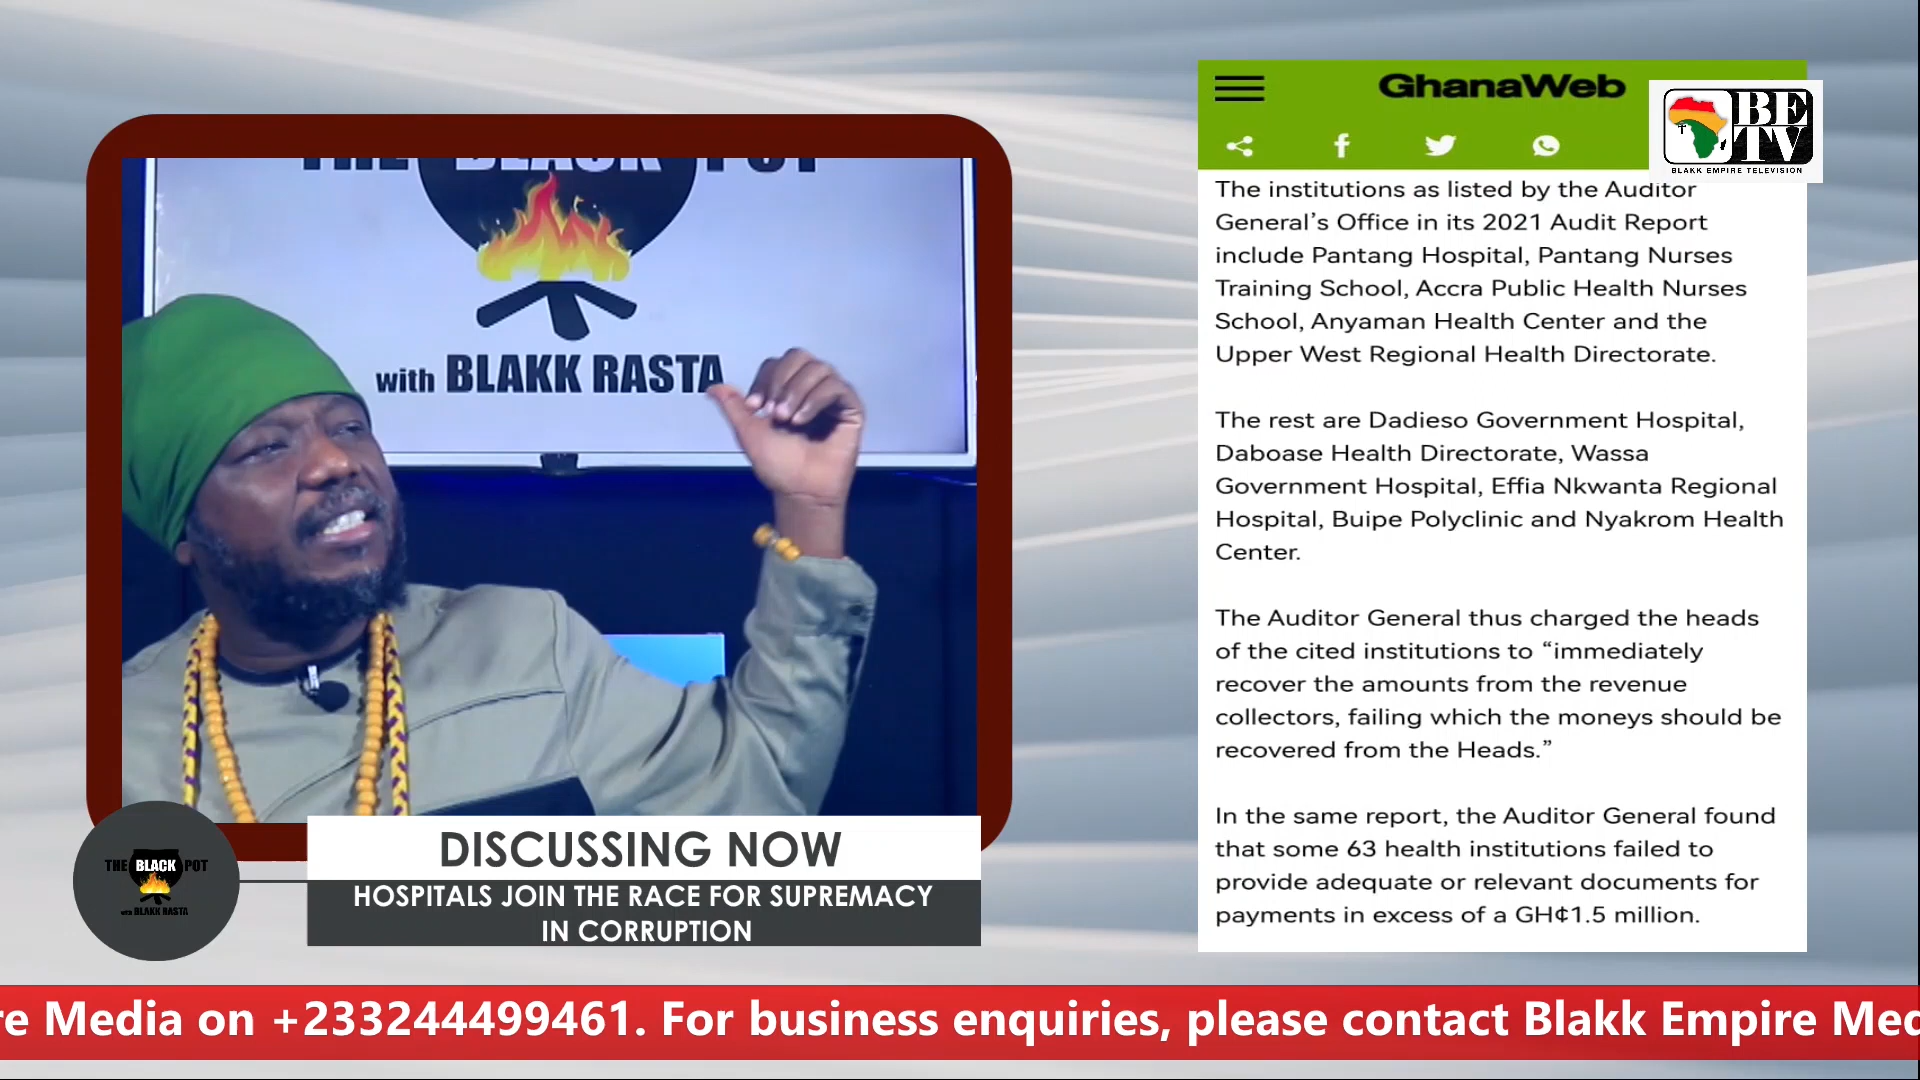 THE BLACK POT
with BLAKK RASTA
GhanaWeb
BE
TV
BLAKK EMPIRE TELEVISION
The institutions as listed by the Auditor
General’s Office in its 2021 Audit Report
include Pantang Hospital, Pantang Nurses
Training School, Accra Public Health Nurses
School, Anyaman Health Center and the
Upper West Regional Health Directorate.
The rest are Dadieso Government Hospital,
Daboase Health Directorate, Wassa
Government Hospital, Effia Nkwanta Regional
Hospital, Buipe Polyclinic and Nyakrom Health
Center.
The Auditor General thus charged the heads
of the cited institutions to “immediately
recover the amounts from the revenue
collectors, failing which the moneys should be
recovered from the Heads.”
In the same report, the Auditor General found
that some 63 health institutions failed to
provide adequate or relevant documents for
payments in excess of a GH¢1.5 million.
THE BLACK POT
with BLAKK RASTA
DISCUSSING NOW
HOSPITALS JOIN THE RACE FOR SUPREMACY
IN CORRUPTION
re Media on +233244499461. For business enquiries, please contact Blakk Empire Med